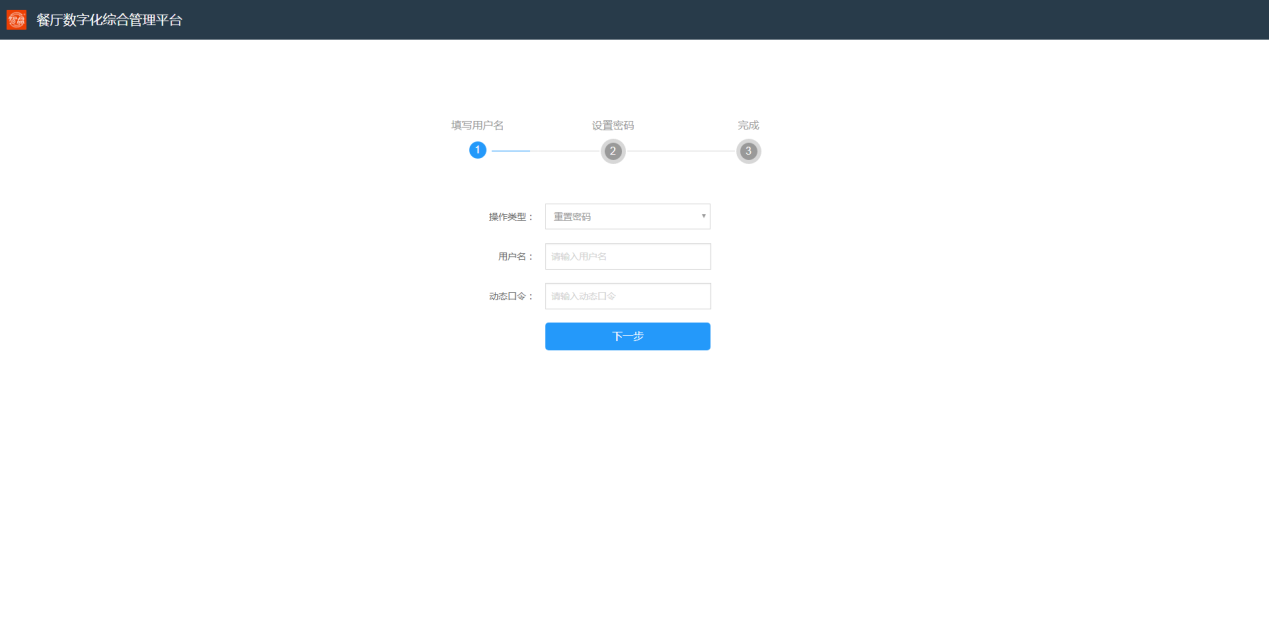 餐厅数字化综合管理平台
填写用户名 设置密码 完成
1 2 3
操作类型： 重置密码
用户名： 请输入用户名
动态口令： 请输入动态口令
下一步